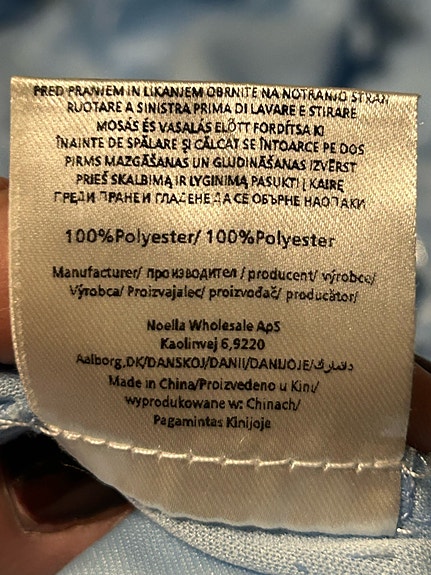 PRED PRANJEM IN LIKANJEM OBRNITE NA NOTRANJO STRAN
RUOTARE A SINISTRA PRIMA DI LAVARE E STIRARE
MOSÁS ÉS VASALÁS ELŐTT FORDÍTSA KI
ÎNAINTE DE SPĂLARE ȘI CĂLCAT SE ÎNTOARCE PE DOS
PIRMS MAZGĀŠANAS UN GLUDINĀŠANAS IZVĒRST
PRIEŠ SKALBIMĄ IR LYGINIMĄ PASUKTI Į KAIRĘ
ПРЕДИ ПРАНЕ И ГЛАДЕНЕ ДА СЕ ОБЪРНЕ НАОПАКИ
100%Polyester/ 100%Polyester
Manufacturer/ производител / producent/ výrobce/
Výrobca/ Proizvajalec/ proizvođač/ producător/
Noella Wholesale ApS
Kaolinvej 6,9220
Aalborg,DK/DANSKOJ/DANII/DANIJOJE/دانمارك/
Made in China/Proizvedeno u Kini/
wyprodukowane w: Chinach/
Pagamintas Kinijoje